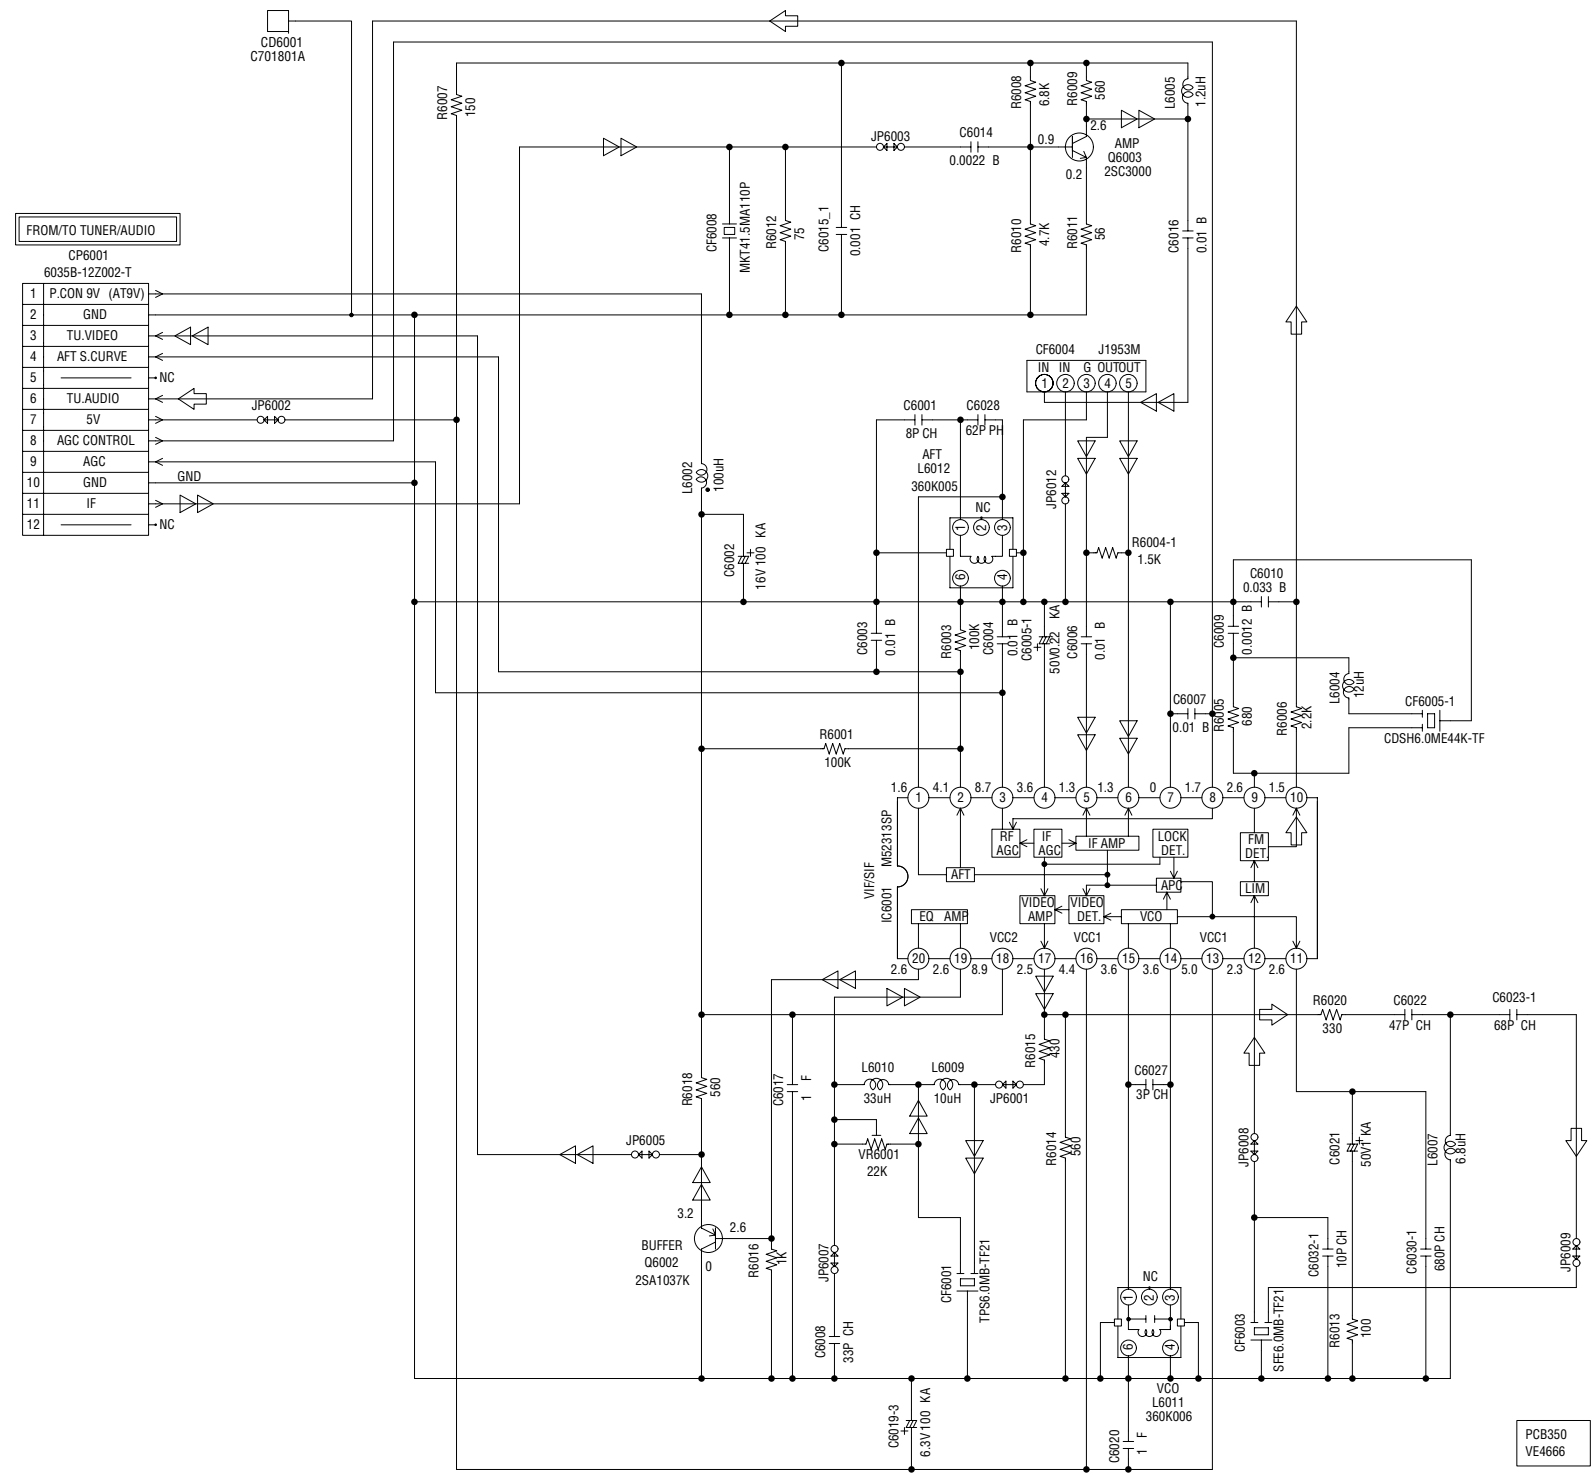 CD6001
C701801A
FROM/TO TUNER/AUDIO
CP6001
6035B-12Z002-T
1 P.CON 9V (AT9V)
2 GND
3 TU.VIDEO
4 AFT S.CURVE
5 NC
6 TU.AUDIO
7 5V
8 AGC CONTROL
9 AGC
10 GND
11 IF
12 NC
GND
JP6002
R6007
150
JP6003
C6014
0.0022 B
R6008
6.8K
R6009
560
L6005
1.2uH
2.6
0.9
0.2
AMP
Q6003
2SC3000
CF6008
MKT41.5MA110P
R6012
75
C6015_1
0.001 CH
R6010
4.7K
R6011
56
C6016
0.01 B
CF6004 J1953M
IN IN G OUT OUT
1 2 3 4 5
C6001
8P CH
C6028
62P PH
AFT
L6012
360K005
NC
1 2 3
6 4
JP6012
R6004-1
1.5K
L6002
100uH
C6002
16V 100 KA
C6003
0.01 B
R6003
100K
C6004
0.01 B
C6005-1
50V0.22 KA
C6006
0.01 B
C6010
0.033 B
C6009
0.0012 B
L6004
12uH
CF6005-1
CDSH6.0ME44K-TF
C6007
0.01 B
R6005
680
R6006
2.2K
R6001
100K
1.6 4.1 8.7 3.6 1.3 1.3 0 1.7 2.6 1.5
1 2 3 4 5 6 7 8 9 10
VIF/SIF
IC6001 M52313SP
RF
AGC
IF
AGC
IF AMP
LOCK
DET.
FM
DET.
AFT
APC
LIM
EQ AMP
VIDEO
AMP
VIDEO
DET.
VCO
VCC2 VCC1 VCC1
20 19 18 17 16 15 14 13 12 11
2.6 2.6 8.9 2.5 4.4 3.6 3.6 5.0 2.3 2.6
R6020
330
C6022
47P CH
C6023-1
68P CH
R6015
430
R6018
560
C6017
1 F
L6010
33uH
L6009
10uH
JP6001
C6027
3P CH
JP6005
VR6001
22K
R6014
560
JP6008
C6021
50V1 KA
L6007
6.8uH
3.2
2.6
0
BUFFER
Q6002
2SA1037K
R6016
1K
JP6007
CF6001
TPS6.0MB-TF21
C6032-1
10P CH
C6030-1
680P CH
JP6009
C6008
33P CH
NC
1 2 3
6 4
VCO
L6011
360K006
CF6003
SFE6.0MB-TF21
R6013
100
C6019-3
6.3V100 KA
C6020
1 F
PCB350
VE4666